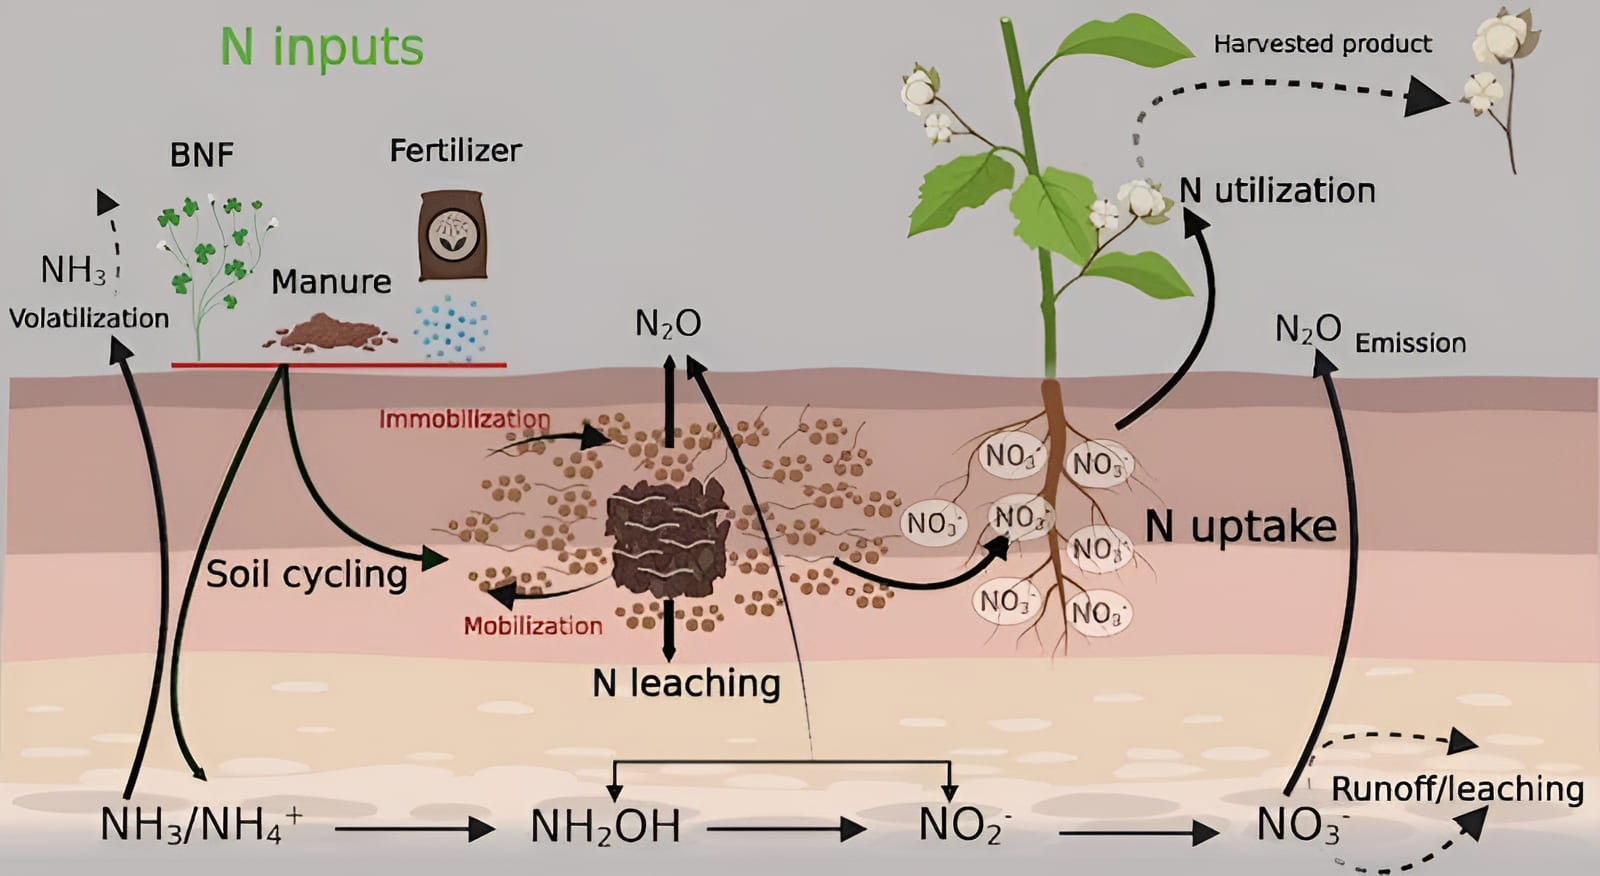 N inputs
Harvested product
BNF
Fertilizer
N utilization
NH₃
Manure
Volatilization
N₂O
N₂O Emission
Immobilization
NO₃⁻
NO₃⁻
NO₃⁻
NO₃⁻
N uptake
NO₃⁻
Soil cycling
NO₃⁻
NO₃⁻
Mobilization
N leaching
Runoff/leaching
NH₃/NH₄⁺
NH₂OH
NO₂⁻
NO₃⁻